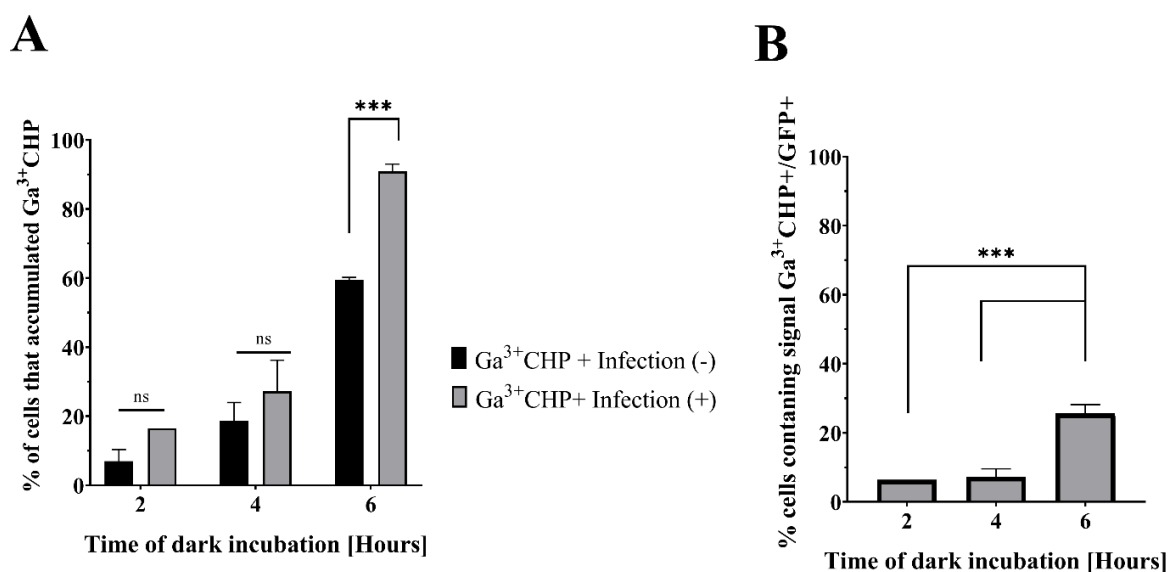 A
% of cells that accumulated Ga³⁺CHP
100
80
60
40
20
0
ns
ns
***
2 4 6
Time of dark incubation [Hours]
Ga³⁺CHP + Infection (-)
Ga³⁺CHP+ Infection (+)
B
% cells contaning signal Ga³⁺CHP+/GFP+
100
80
60
40
20
0
***
2 4 6
Time of dark incubation [Hours]